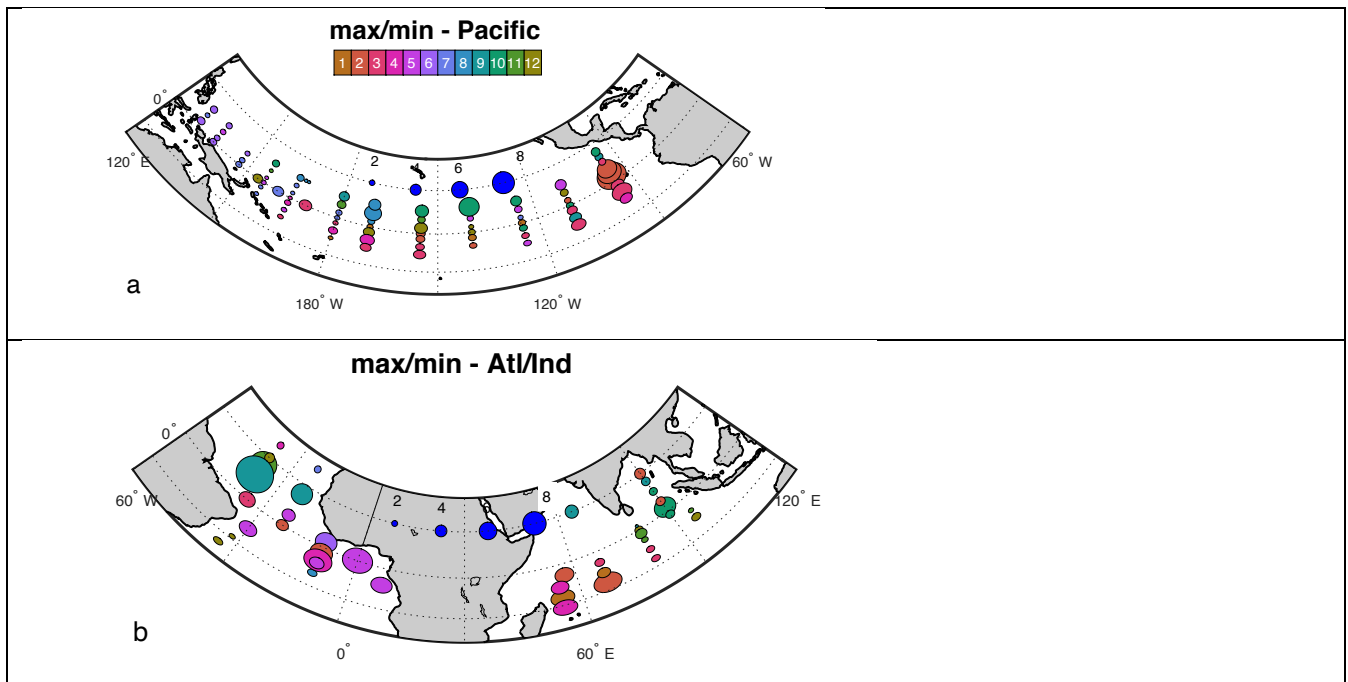 max/min - Pacific
1 2 3 4 5 6 7 8 9 10 11 12
0°
120° E
2 4 6 8
60° W
a
180° W
120° W
max/min - Atl/Ind
0°
60° W
2 4 8
120° E
b
0°
60° E